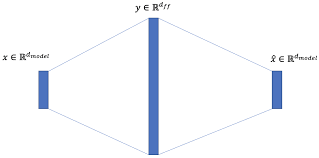 y ∈ ℝ^{d_{ff}}
x ∈ ℝ^{d_{model}}
x̂ ∈ ℝ^{d_{model}}